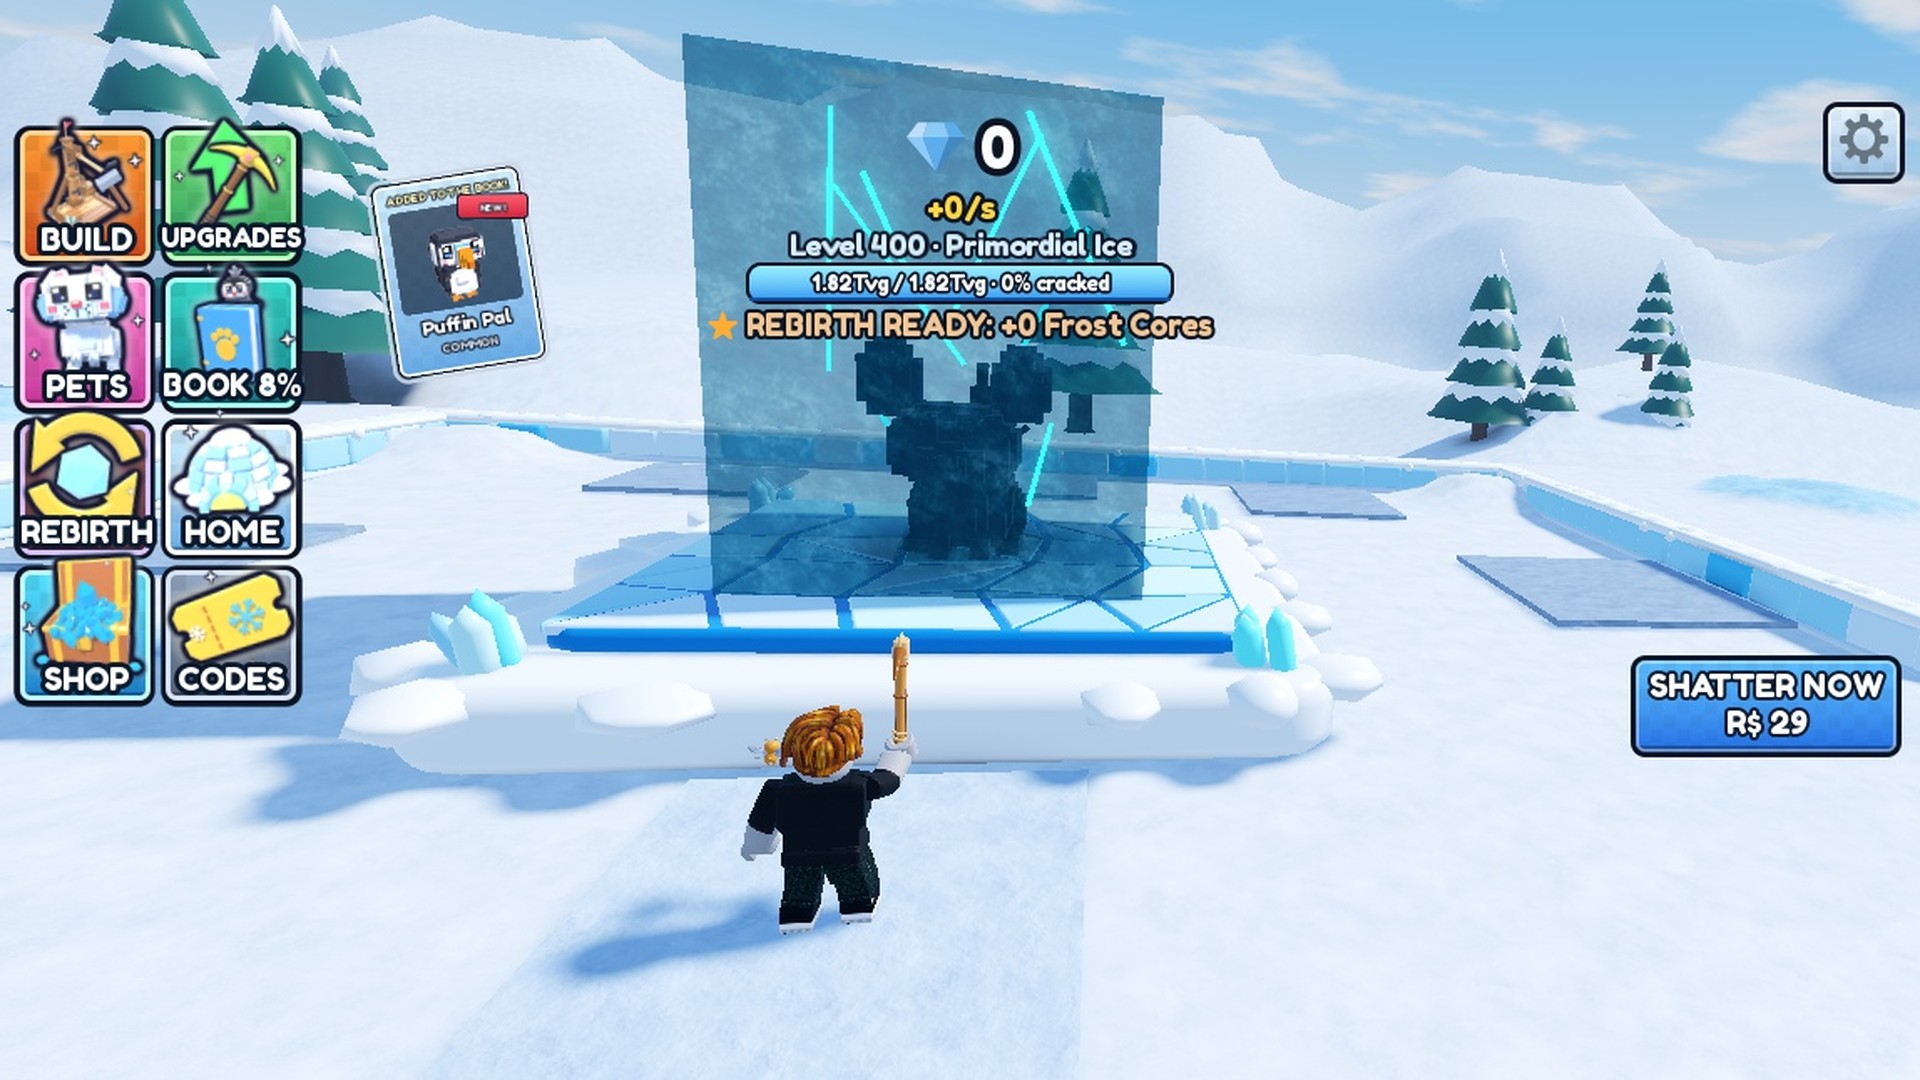 BUILD
UPGRADES
PETS
BOOK 8%
REBIRTH
HOME
SHOP
CODES
ADDED TO THE BOOK!
NEW!
Puffin Pal
COMMON
0
+0/s
Level 400 · Primordial Ice
1.82Tvg / 1.82Tvg · 0% cracked
REBIRTH READY: +0 Frost Cores
SHATTER NOW
R$ 29